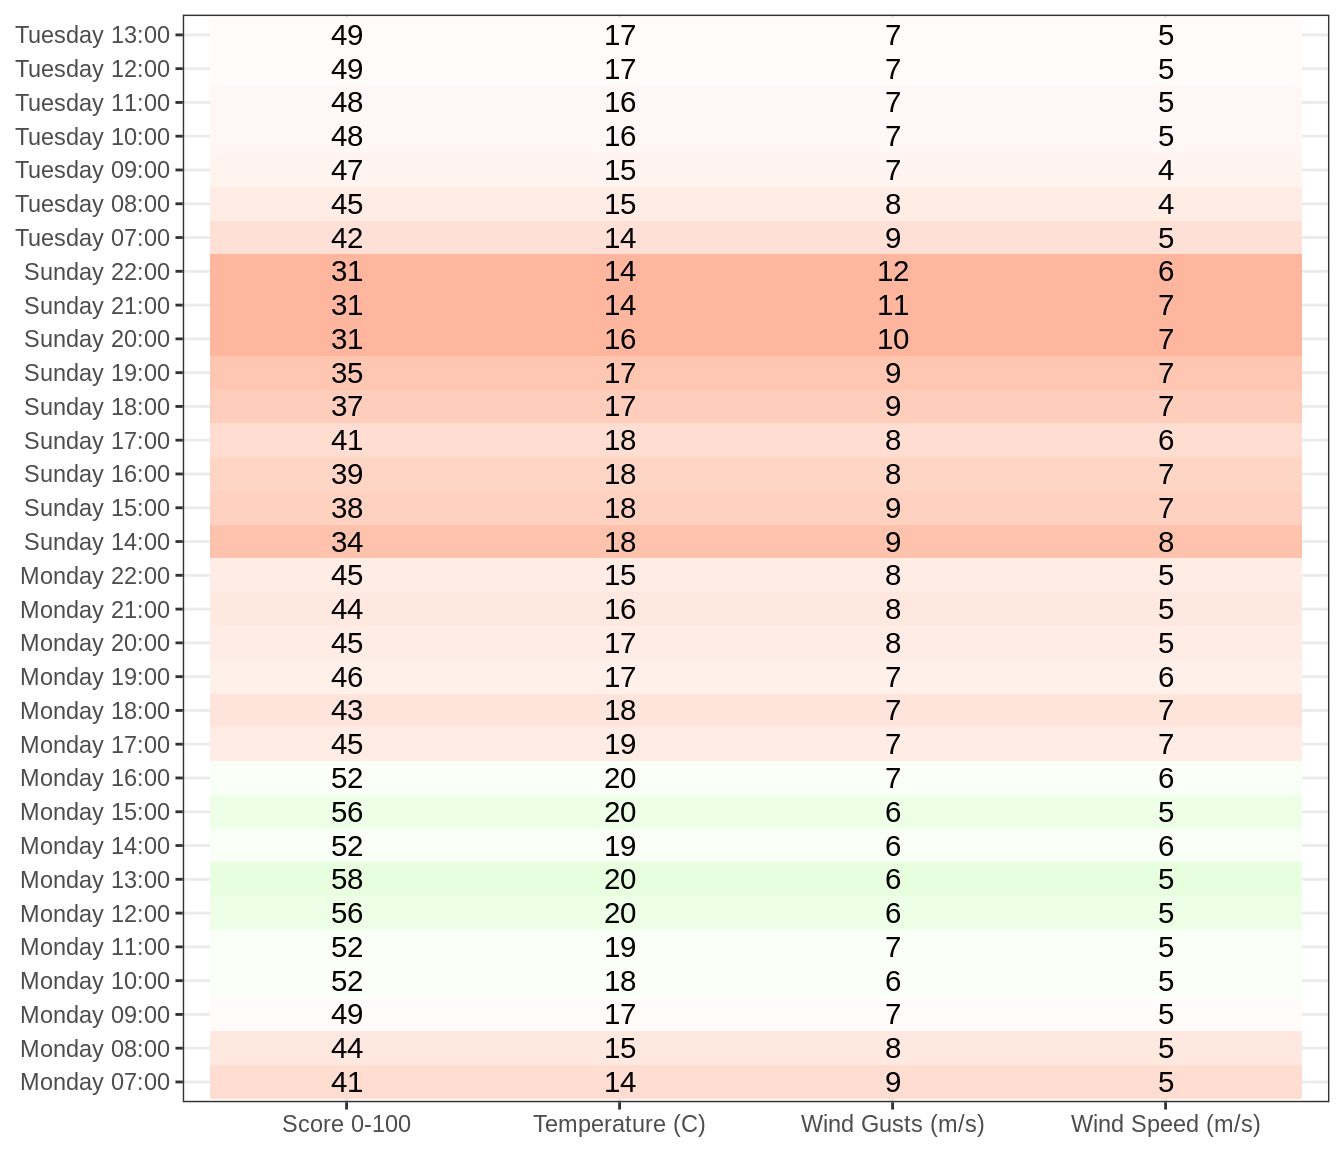 Tuesday 13:00 49 17 7 5
Tuesday 12:00 49 17 7 5
Tuesday 11:00 48 16 7 5
Tuesday 10:00 48 16 7 5
Tuesday 09:00 47 15 7 4
Tuesday 08:00 45 15 8 4
Tuesday 07:00 42 14 9 5
Sunday 22:00 31 14 12 6
Sunday 21:00 31 14 11 7
Sunday 20:00 31 16 10 7
Sunday 19:00 35 17 9 7
Sunday 18:00 37 17 9 7
Sunday 17:00 41 18 8 6
Sunday 16:00 39 18 8 7
Sunday 15:00 38 18 9 7
Sunday 14:00 34 18 9 8
Monday 22:00 45 15 8 5
Monday 21:00 44 16 8 5
Monday 20:00 45 17 8 5
Monday 19:00 46 17 7 6
Monday 18:00 43 18 7 7
Monday 17:00 45 19 7 7
Monday 16:00 52 20 7 6
Monday 15:00 56 20 6 5
Monday 14:00 52 19 6 6
Monday 13:00 58 20 6 5
Monday 12:00 56 20 6 5
Monday 11:00 52 19 7 5
Monday 10:00 52 18 6 5
Monday 09:00 49 17 7 5
Monday 08:00 44 15 8 5
Monday 07:00 41 14 9 5
Score 0-100 Temperature (C) Wind Gusts (m/s) Wind Speed (m/s)